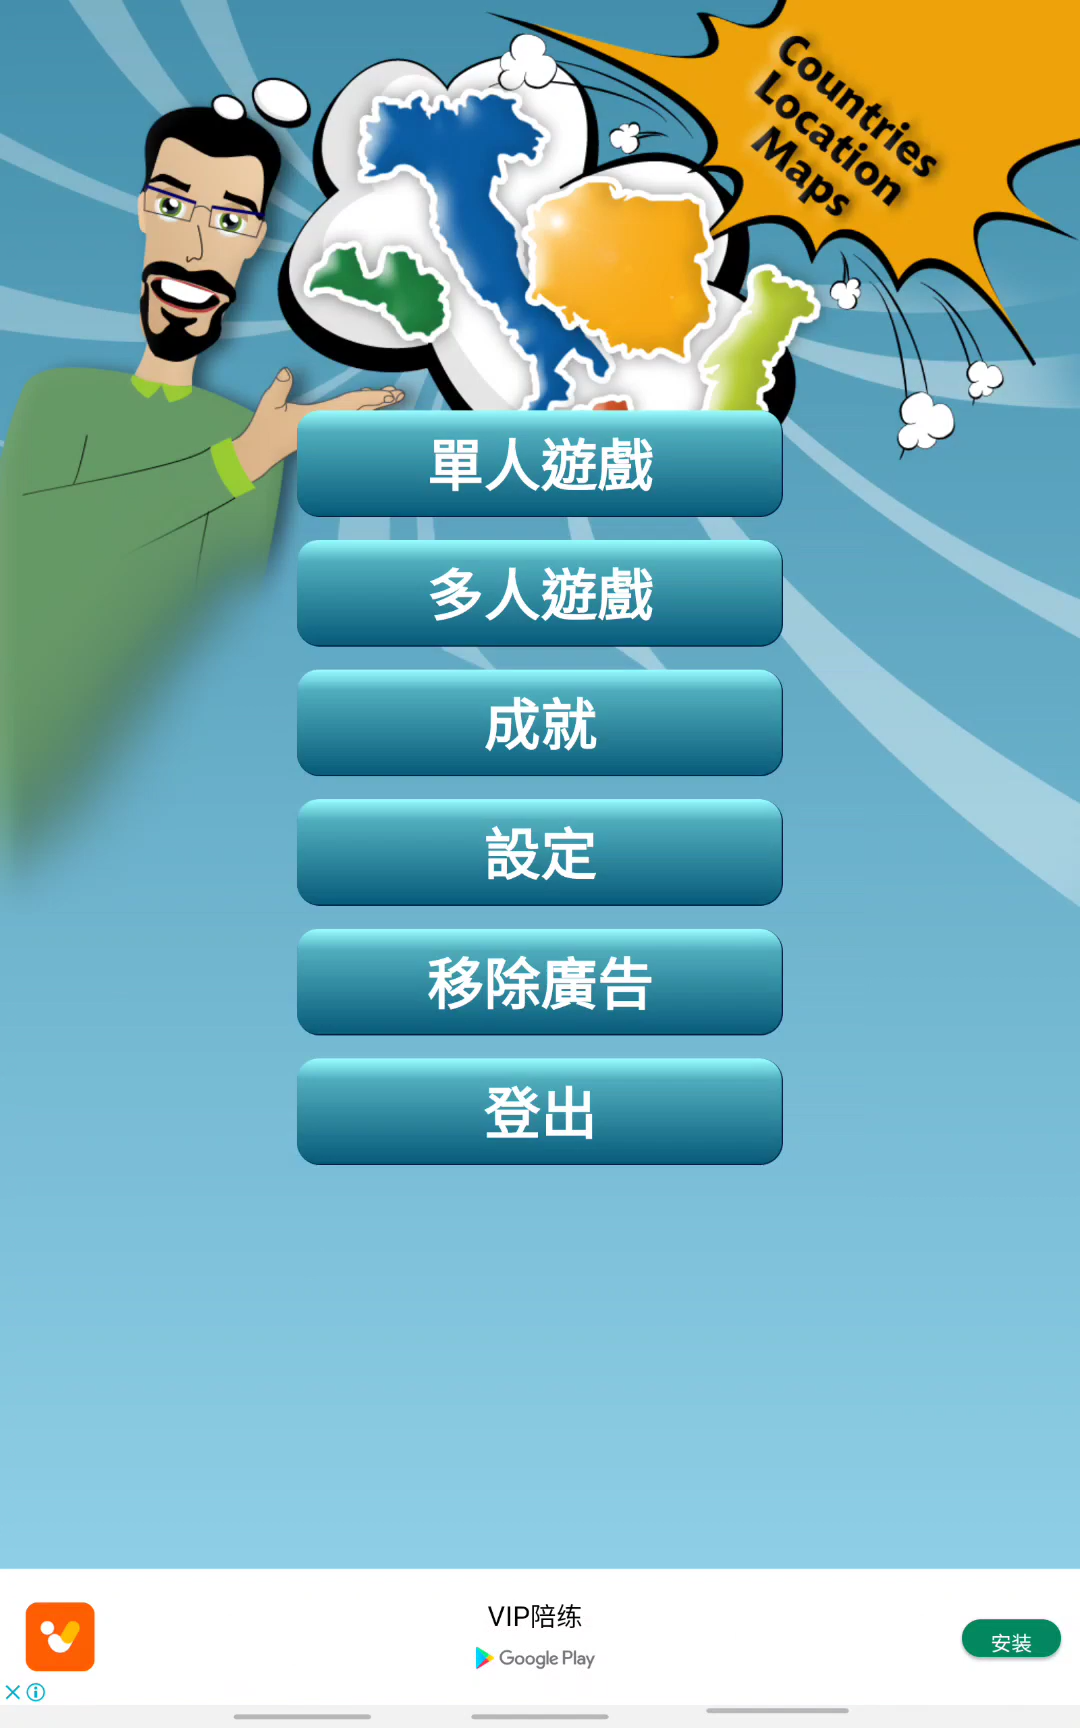 Countries
Location
Maps
單人遊戲
多人遊戲
成就
設定
移除廣告
登出
VIP陪练
Google Play
安装